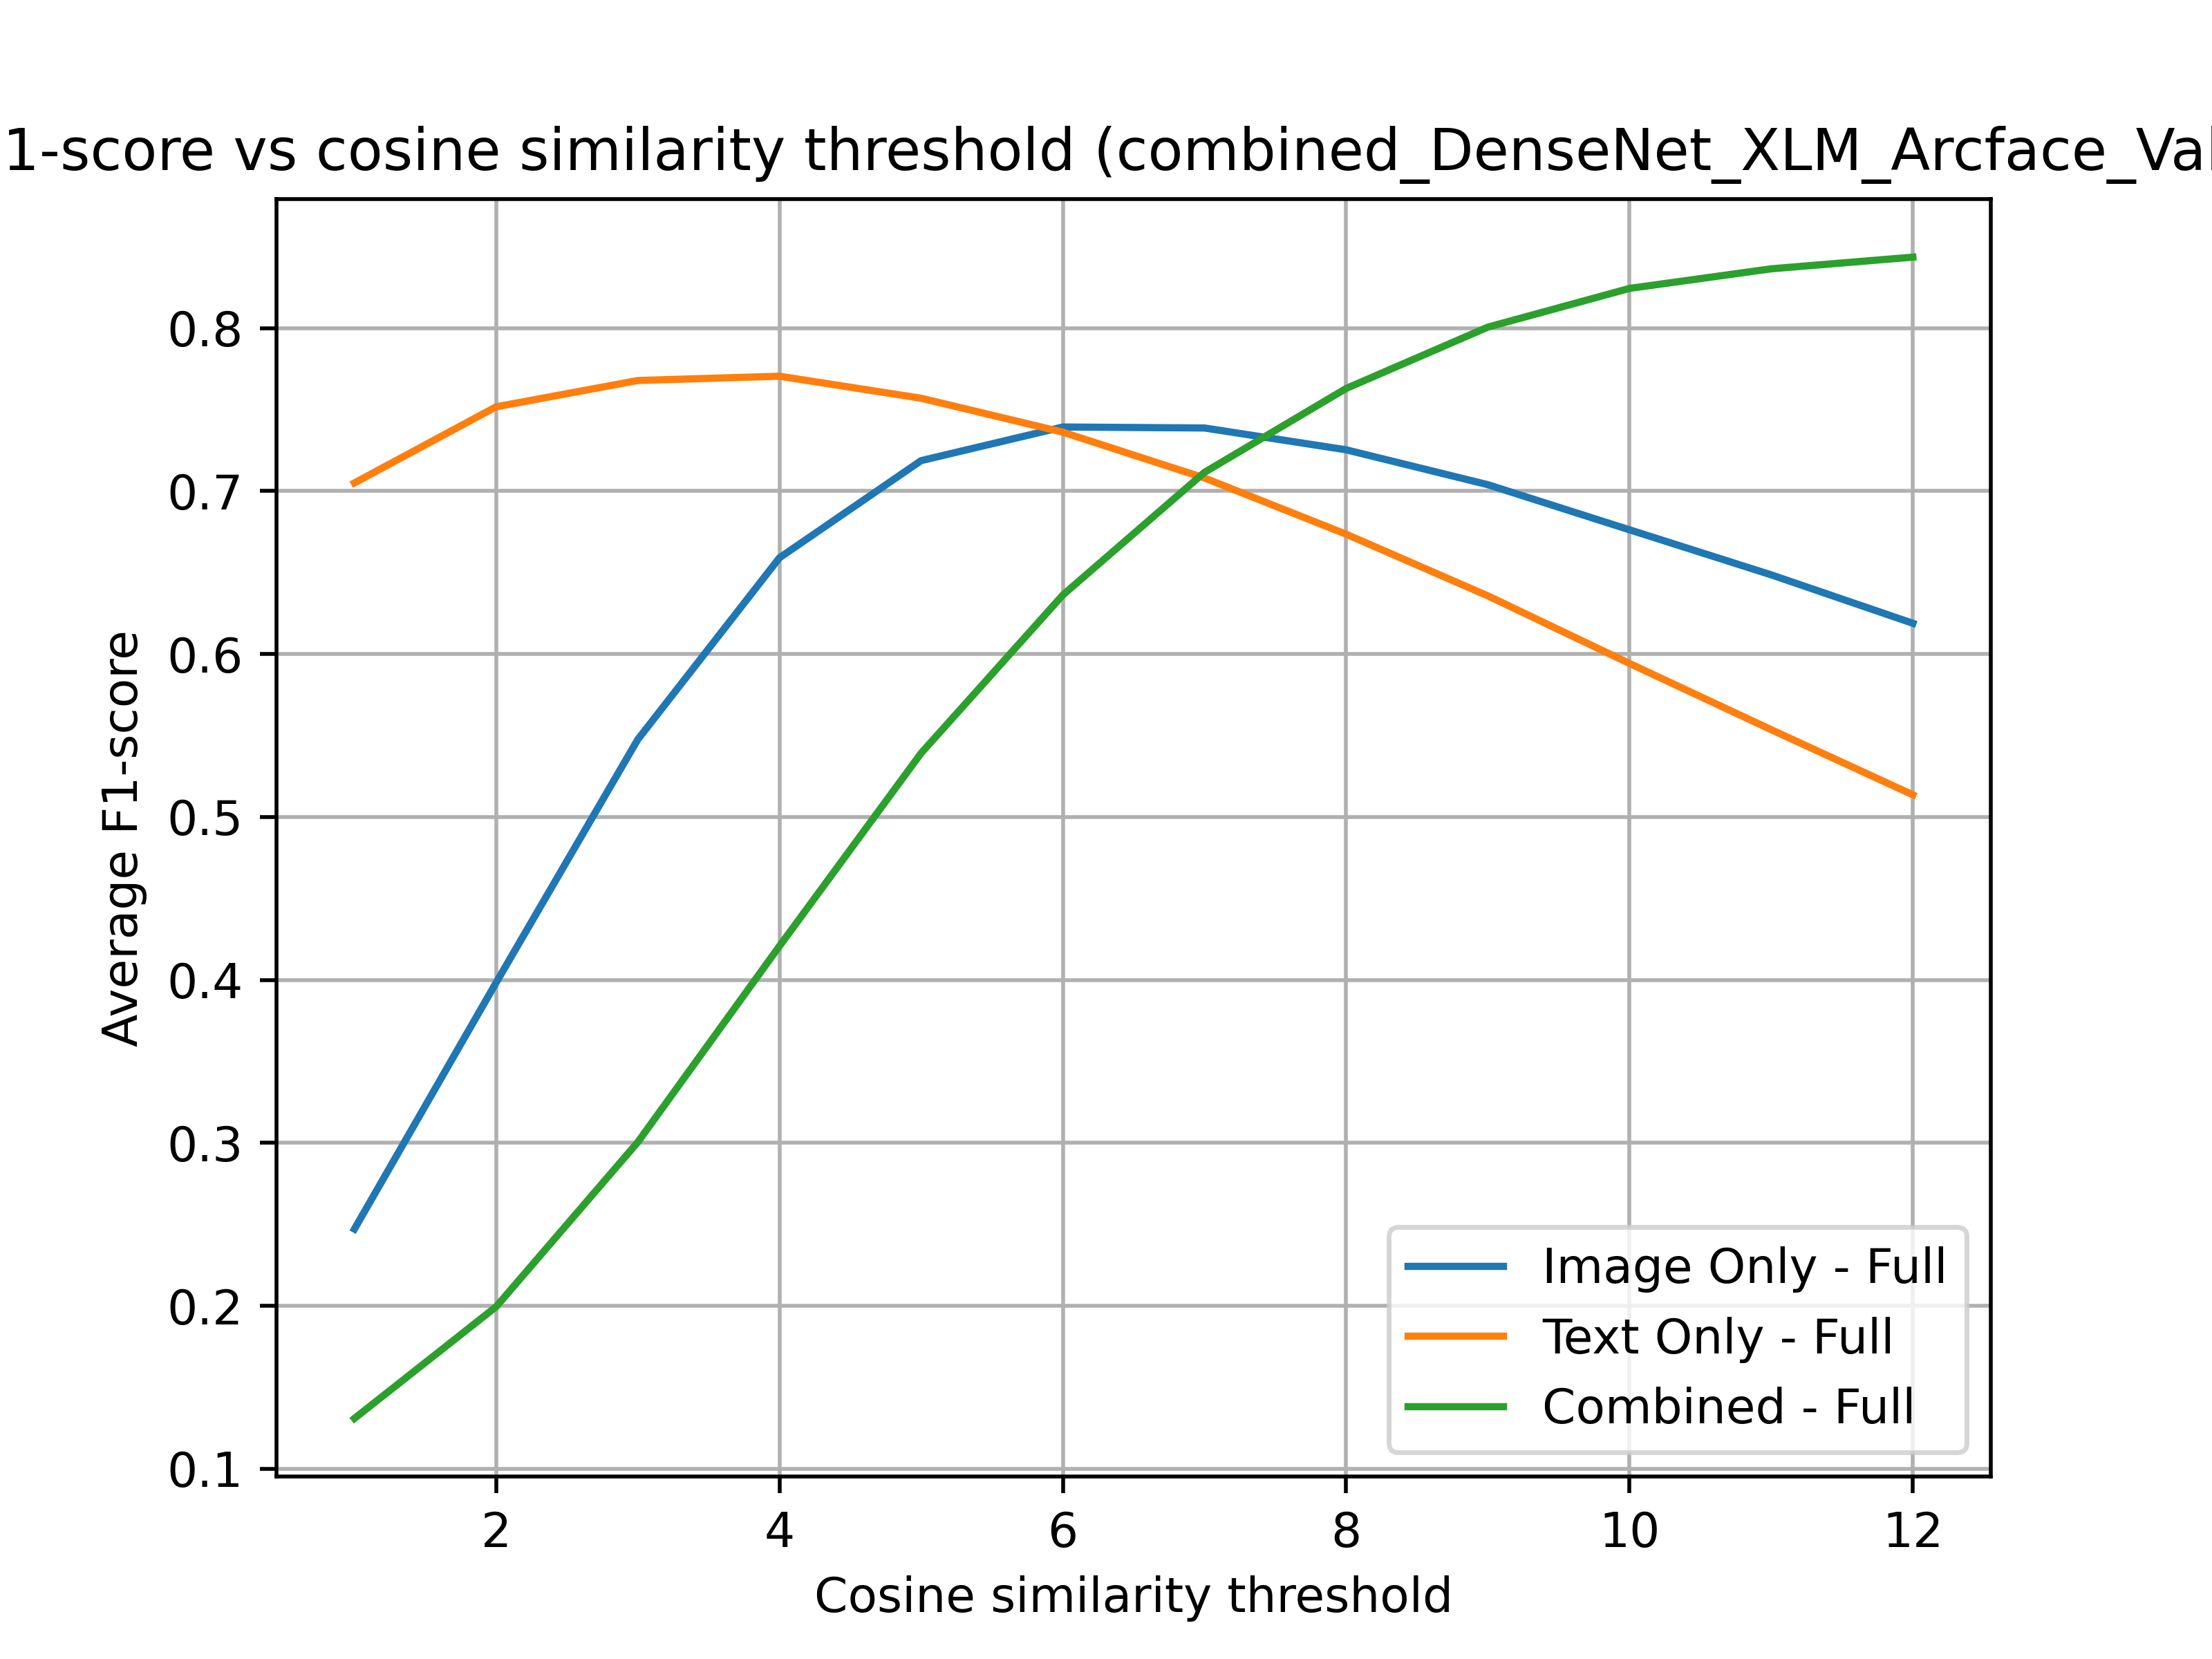 1-score vs cosine similarity threshold (combined_DenseNet_XLM_Arcface_Val
Average F1-score
0.8
0.7
0.6
0.5
0.4
0.3
0.2
0.1
2 4 6 8 10 12
Cosine similarity threshold
Image Only - Full
Text Only - Full
Combined - Full